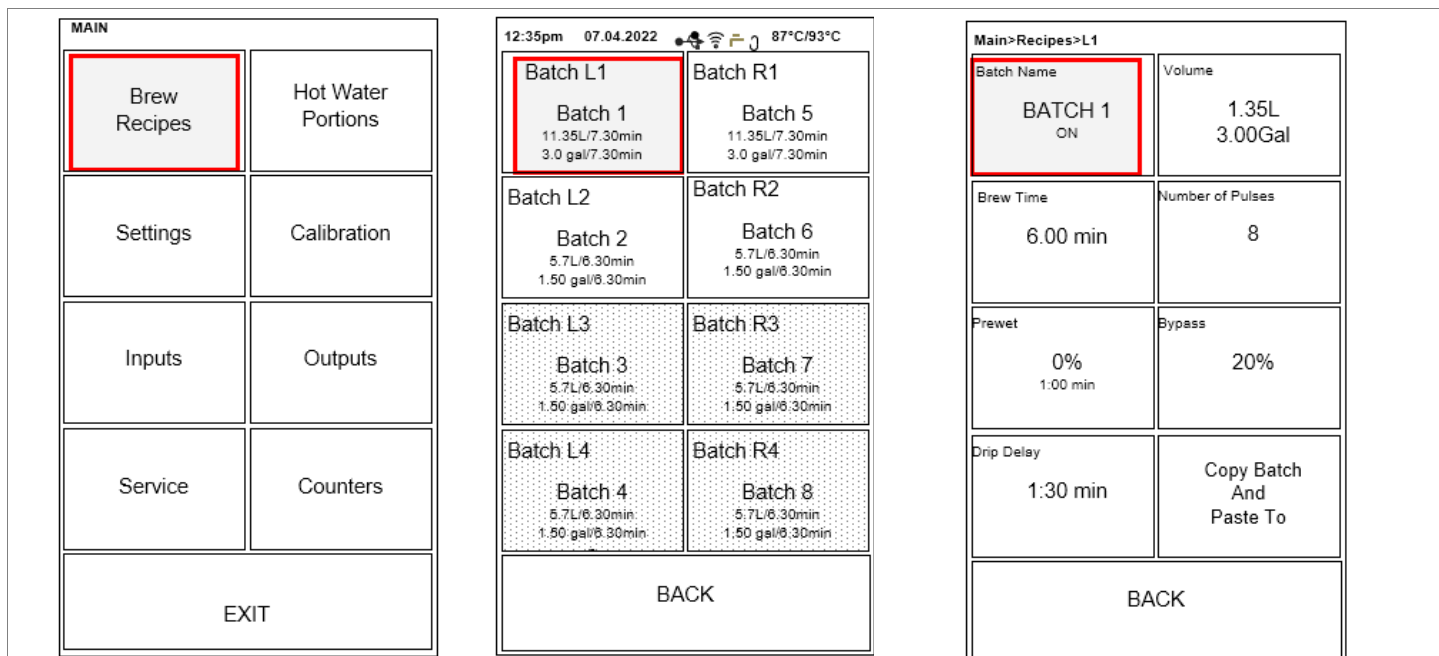 MAIN
Brew
Recipes
Hot Water
Portions
Settings
Calibration
Inputs
Outputs
Service
Counters
EXIT
12:35pm 07.04.2022 87°C/93°C
Batch L1
Batch 1
11.35L/7.30min
3.0 gal/7.30min
Batch R1
Batch 5
11.35L/7.30min
3.0 gal/7.30min
Batch L2
Batch 2
5.7L/6.30min
1.50 gal/6.30min
Batch R2
Batch 6
5.7L/6.30min
1.50 gal/6.30min
Batch L3
Batch 3
5.7L/6.30min
1.50 gal/6.30min
Batch R3
Batch 7
5.7L/6.30min
1.50 gal/6.30min
Batch L4
Batch 4
5.7L/6.30min
1.50 gal/6.30min
Batch R4
Batch 8
5.7L/6.30min
1.50 gal/6.30min
BACK
Main>Recipes>L1
Batch Name
BATCH 1
ON
Volume
1.35L
3.00Gal
Brew Time
6.00 min
Number of Pulses
8
Prewet
0%
1:00 min
Bypass
20%
Drip Delay
1:30 min
Copy Batch
And
Paste To
BACK